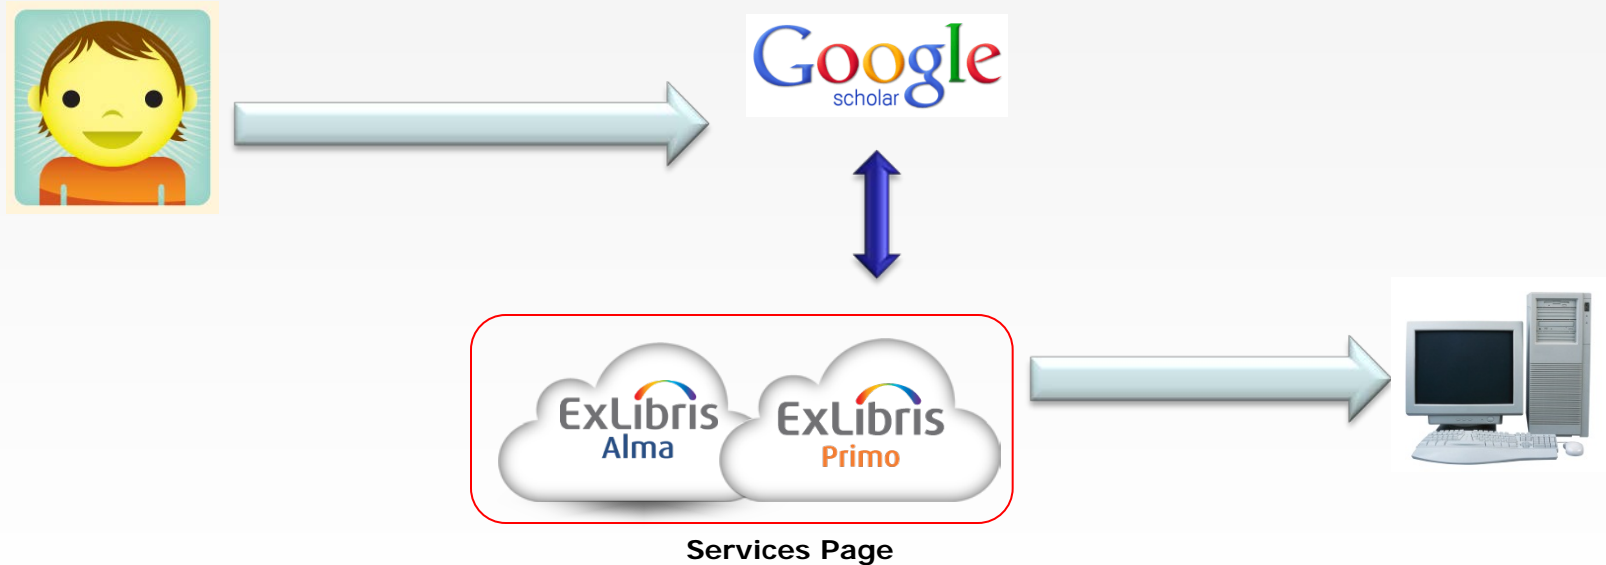 Google
scholar
ExLibris
Alma
ExLibris
Primo
Services Page